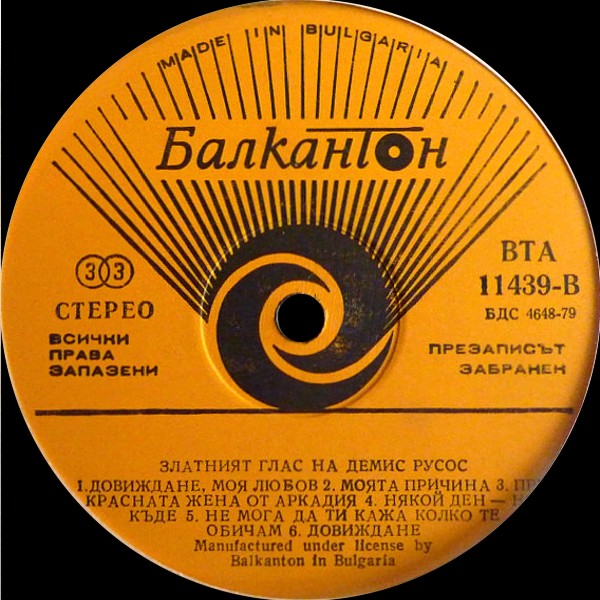 MADE IN BULGARIA
Балкантон
33
СТЕРЕО
ВСИЧКИ
ПРАВА
ЗАПАЗЕНИ
ВТА
11439-В
БДС 4648-79
ПРЕЗАПИСЪТ
ЗАБРАНЕН
ЗЛАТНИЯТ ГЛАС НА ДЕМИС РУСОС
1.ДОВИЖДАНЕ, МОЯ ЛЮБОВ 2. МОЯТА ПРИЧИНА 3.
КРАСНАТА ЖЕНА ОТ АРКАДИЯ 4. НЯКОЙ ДЕН —
КЪДЕ 5. НЕ МОГА ДА ТИ КАЖА КОЛКО ТЕ
ОБИЧАМ 6. ДОВИЖДАНЕ
Manufactured under license by
Balkanton in Bulgaria